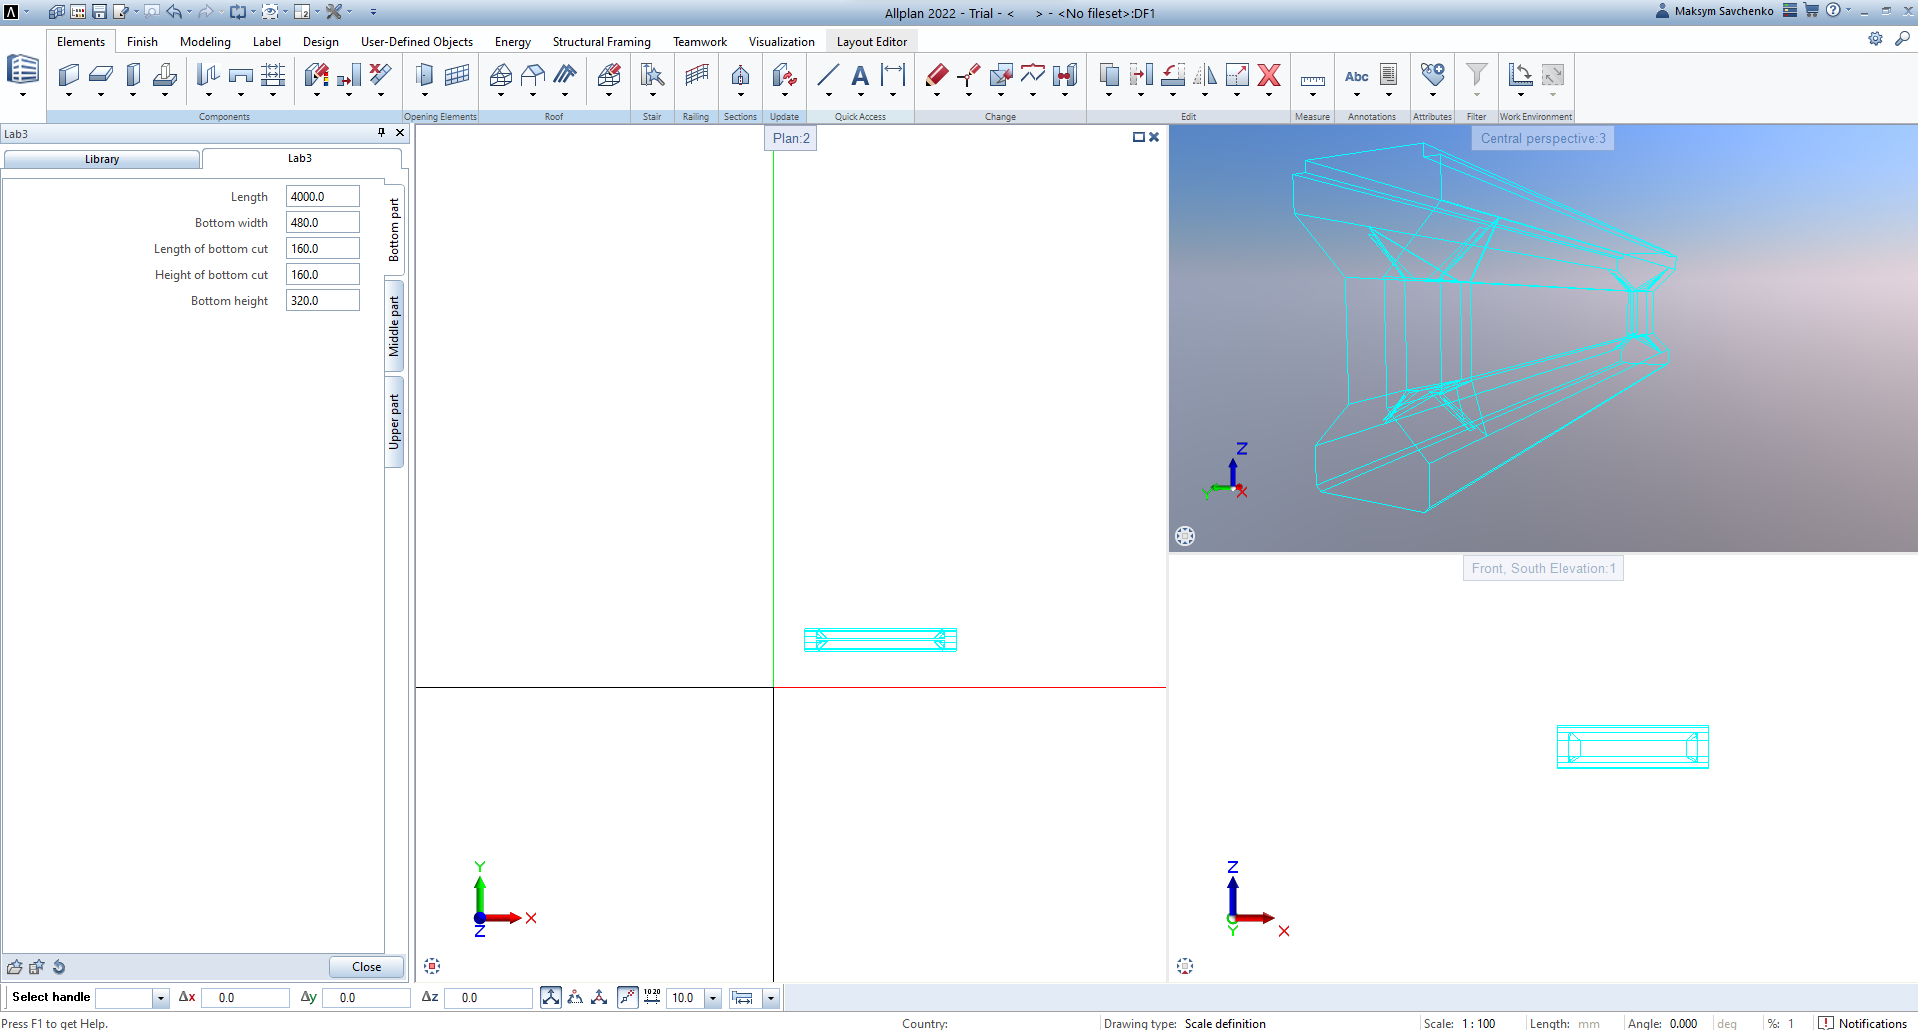 Allplan 2022 - Trial - < > - <No fileset>:DF1
Maksym Savchenko
Elements Finish Modeling Label Design User-Defined Objects Energy Structural Framing Teamwork Visualization Layout Editor
A Abc
Components Opening Elements Roof Stair Railing Sections Update Quick Access Change Edit Measure Annotations Attributes Filter Work Environment
Lab3
Library Lab3
Length 4000.0
Bottom width 480.0
Length of bottom cut 160.0
Height of bottom cut 160.0
Bottom height 320.0
Bottom part
Middle part
Upper part
Close
Plan:2
Y
X
Z
Central perspective:3
Z
Y
X
Front, South Elevation:1
Z
Y
X
Select handle Δx 0.0 Δy 0.0 Δz 0.0 10 20 10.0
Press F1 to get Help.
Country:
Drawing type: Scale definition
Scale: 1 : 100
Length: mm
Angle: 0.000 deg
%: 1
Notifications